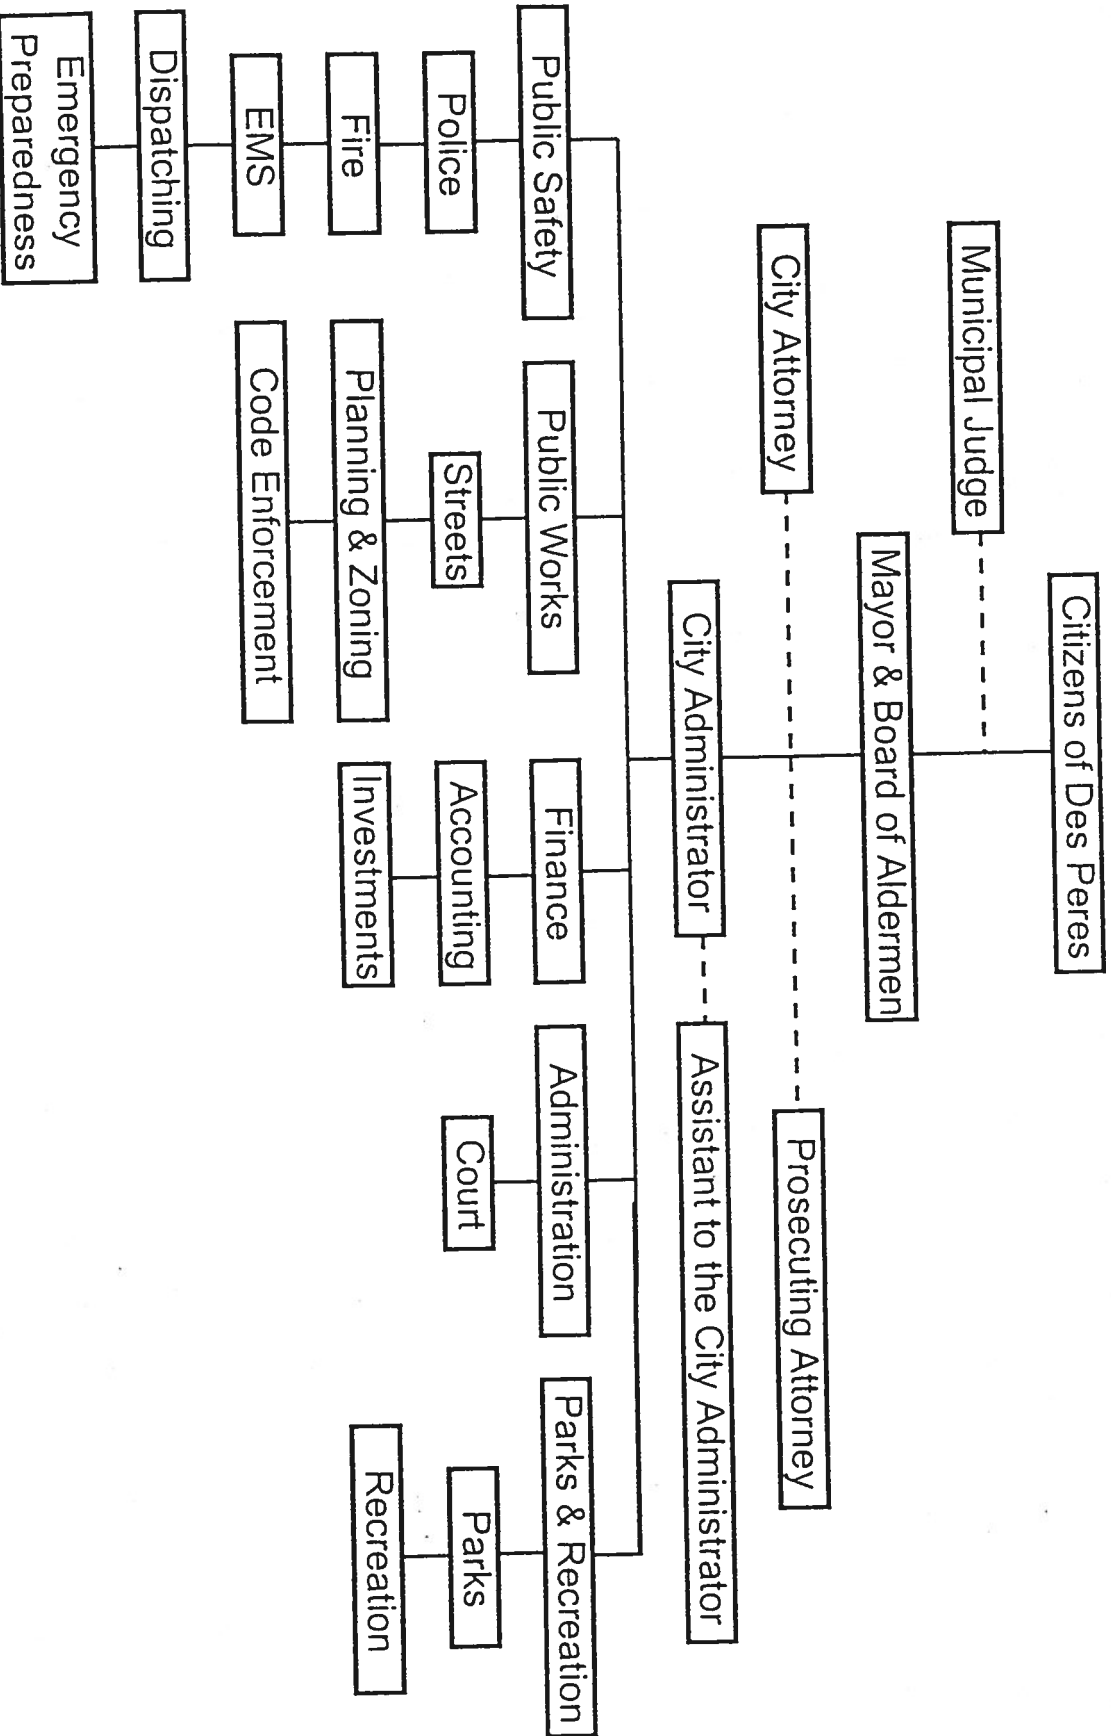 Citizens of Des Peres
Municipal Judge
Mayor & Board of Aldermen
City Attorney
Prosecuting Attorney
City Administrator
Assistant to the City Administrator
Public Safety
Public Works
Finance
Administration
Parks & Recreation
Police
Streets
Accounting
Court
Parks
Fire
Planning & Zoning
Investments
Recreation
EMS
Code Enforcement
Dispatching
Emergency
Preparedness